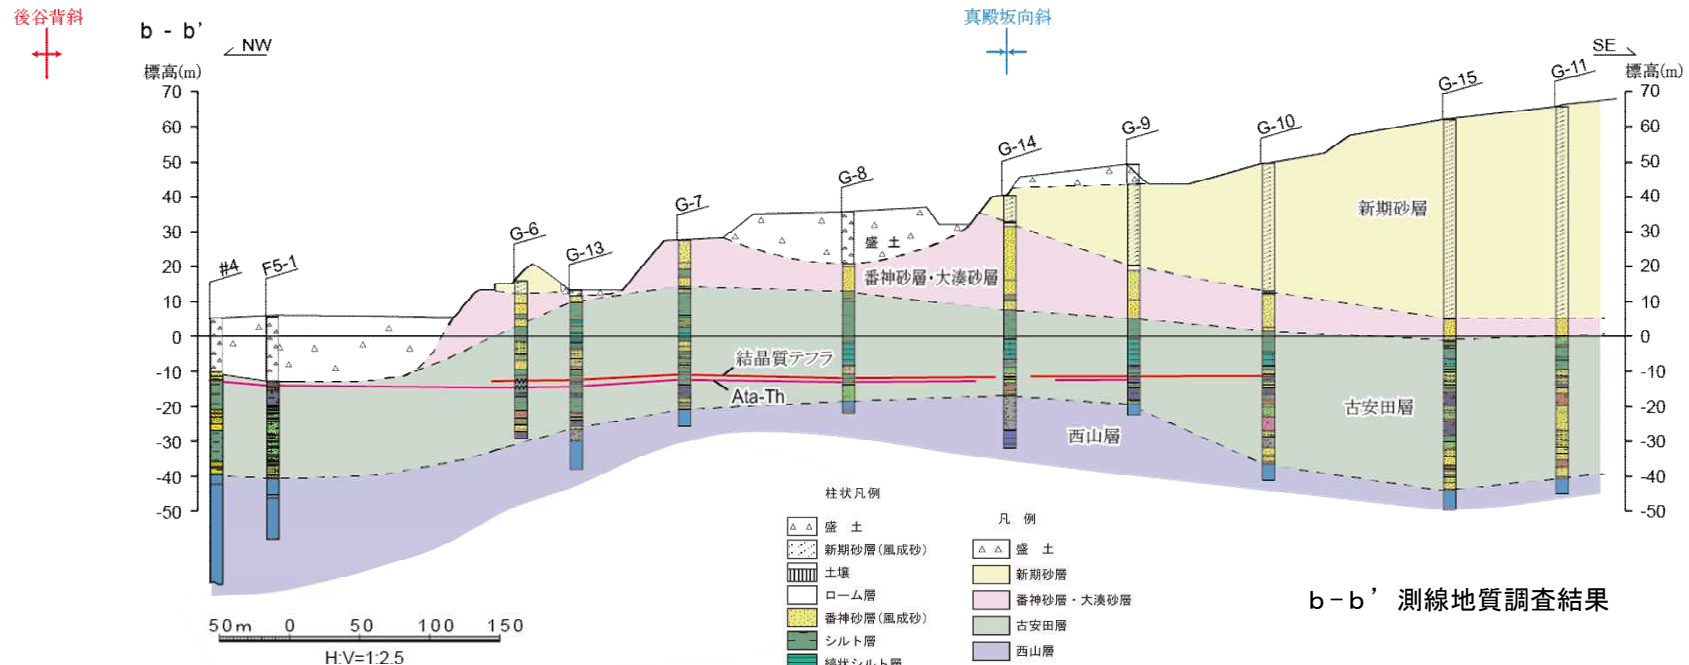 後谷背斜
b - b’
NW
真殿坂向斜
SE
標高(m)
標高(m)
70
60
50
40
30
20
10
0
-10
-20
-30
-40
-50
70
60
50
40
30
20
10
0
-10
-20
-30
-40
-50
#4
F5-1
G-6
G-13
G-7
G-8
G-14
G-9
G-10
G-15
G-11
盛土
番神砂層・大湊砂層
新期砂層
結晶質テフラ
Ata-Th
古安田層
西山層
柱状凡例
盛 土
新期砂層(風成砂)
土壌
ローム層
番神砂層(風成砂)
シルト層
縞状シルト層
凡 例
盛 土
新期砂層
番神砂層・大湊砂層
古安田層
西山層
b-b’測線地質調査結果
50m 0 50 100 150
H:V=1:2.5